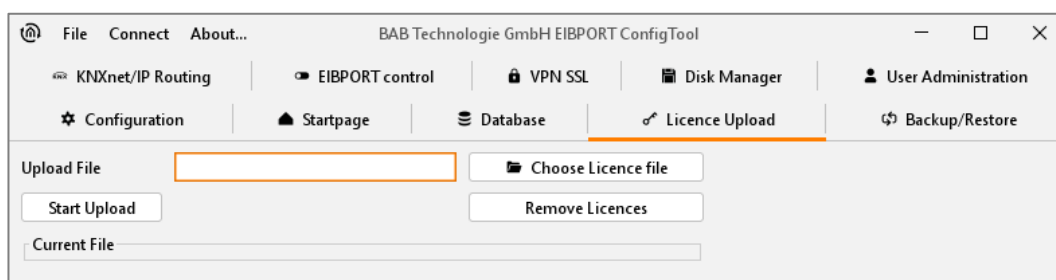 File Connect About... BAB Technologie GmbH EIBPORT ConfigTool
KNXnet/IP Routing EIBPORT control VPN SSL Disk Manager User Administration
Configuration Startpage Database Licence Upload Backup/Restore
Upload File Choose Licence file
Start Upload Remove Licences
Current File